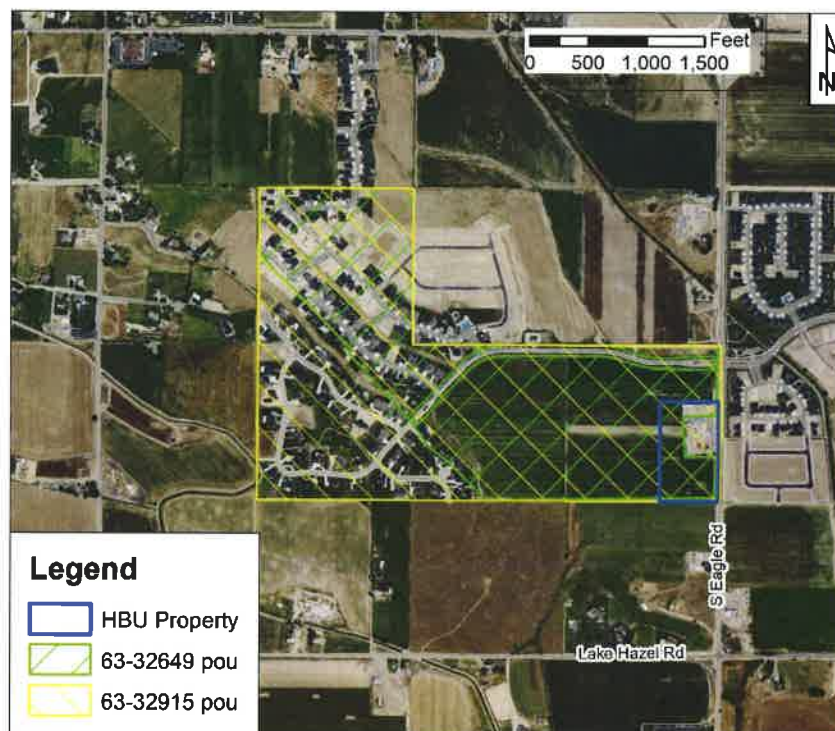 Feet
0 500 1,000 1,500
N
S Eagle Rd
Lake Hazel Rd
Legend
HBU Property
63-32649 pou
63-32915 pou